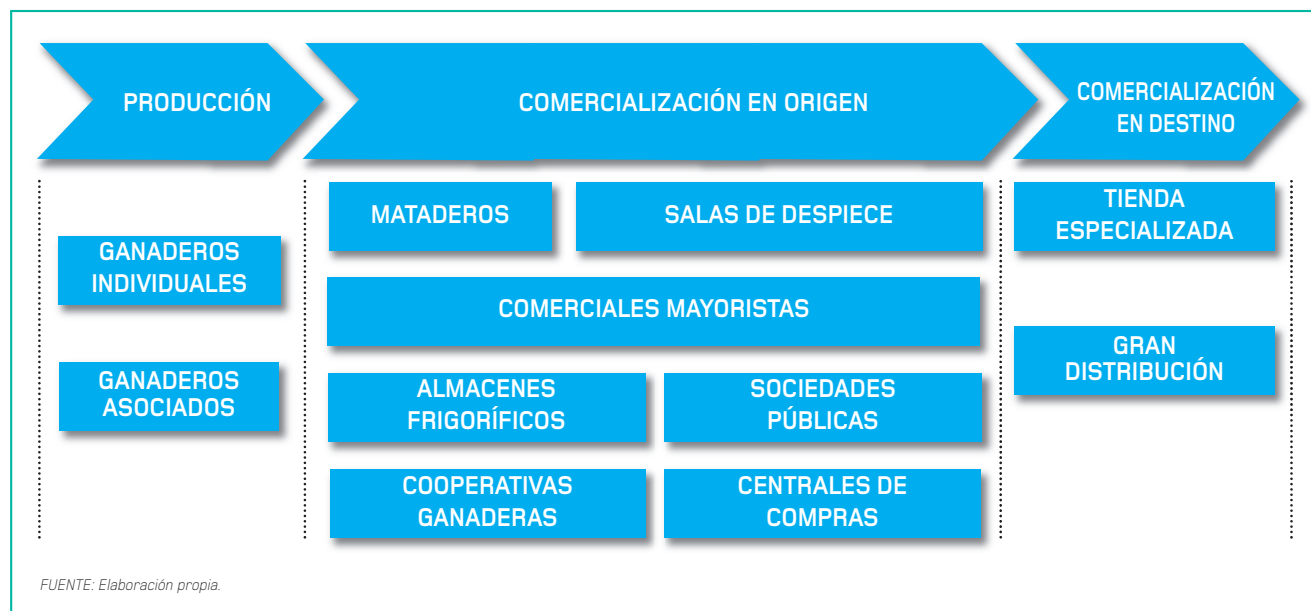 PRODUCCIÓN
COMERCIALIZACIÓN EN ORIGEN
COMERCIALIZACIÓN
EN DESTINO
GANADEROS
INDIVIDUALES
GANADEROS
ASOCIADOS
MATADEROS
SALAS DE DESPIECE
COMERCIALES MAYORISTAS
ALMACENES
FRIGORÍFICOS
SOCIEDADES
PÚBLICAS
COOPERATIVAS
GANADERAS
CENTRALES DE
COMPRAS
TIENDA
ESPECIALIZADA
GRAN
DISTRIBUCIÓN
FUENTE: Elaboración propia.